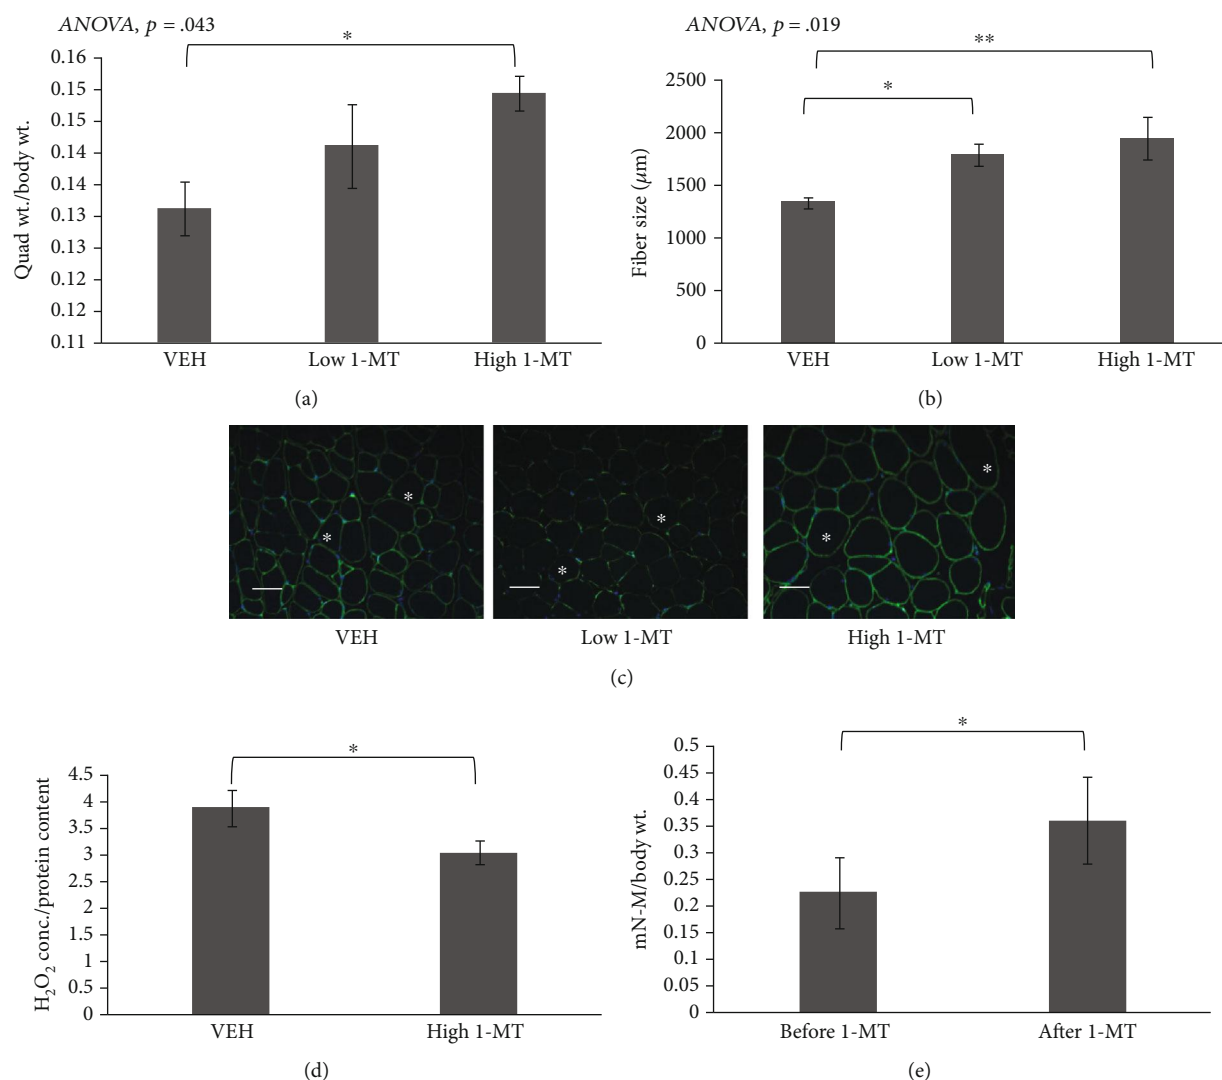 ANOVA, p = .043
*
0.16
0.15
0.15
0.14
0.14
0.13
0.13
0.12
0.12
0.11
Quad wt./body wt.
VEH Low 1-MT High 1-MT
(a)
ANOVA, p = .019
**
*
2500
2000
1500
1000
500
0
Fiber size (μm)
VEH Low 1-MT High 1-MT
(b)
* * * * * *
VEH Low 1-MT High 1-MT
(c)
*
4.5
4
3.5
3
2.5
2
1.5
1
0.5
0
H₂O₂ conc./protein content
VEH High 1-MT
(d)
*
0.5
0.45
0.4
0.35
0.3
0.25
0.2
0.15
0.1
0.05
0
mN-M/body wt.
Before 1-MT After 1-MT
(e)